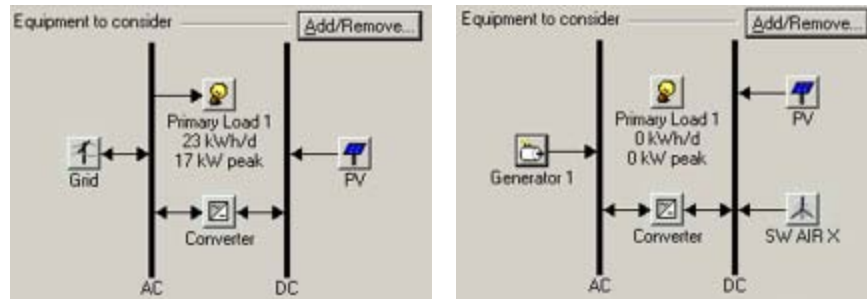 Equipment to consider
Add/Remove...
Primary Load 1
23 kWh/d
17 kW peak
Grid
PV
Converter
AC
DC
Equipment to consider
Add/Remove...
Primary Load 1
0 kWh/d
0 kW peak
PV
Generator 1
Converter
SW AIR X
AC
DC